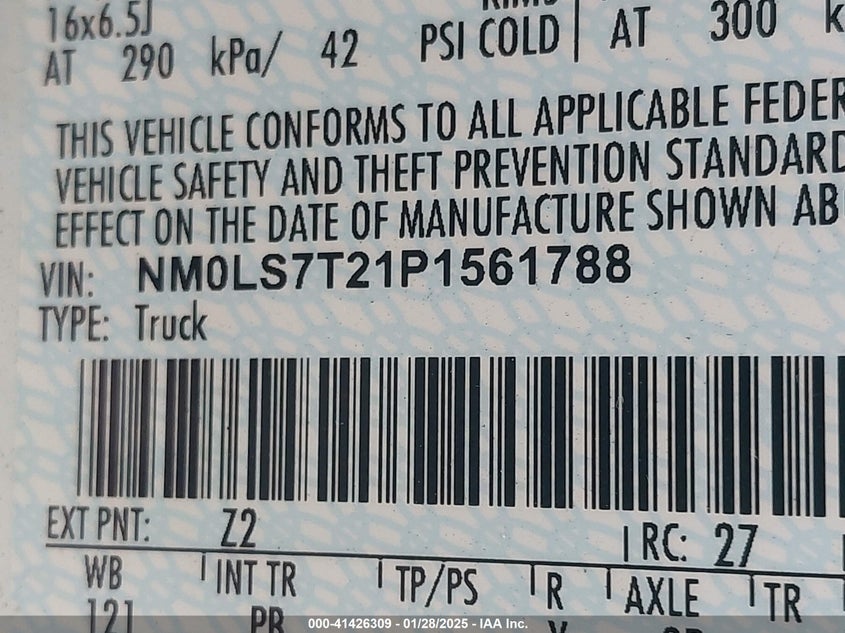 16x6.5J
AT 290 kPa/ 42 PSI COLD AT 300 k
THIS VEHICLE CONFORMS TO ALL APPLICABLE FEDER
VEHICLE SAFETY AND THEFT PREVENTION STANDARD
EFFECT ON THE DATE OF MANUFACTURE SHOWN AB
VIN: NM0LS7T21P1561788
TYPE: Truck
EXT PNT: Z2 RC: 27
WB INT TR TP/PS R AXLE TR
121 PR
000-41426309 - 01/28/2025 - IAA Inc.